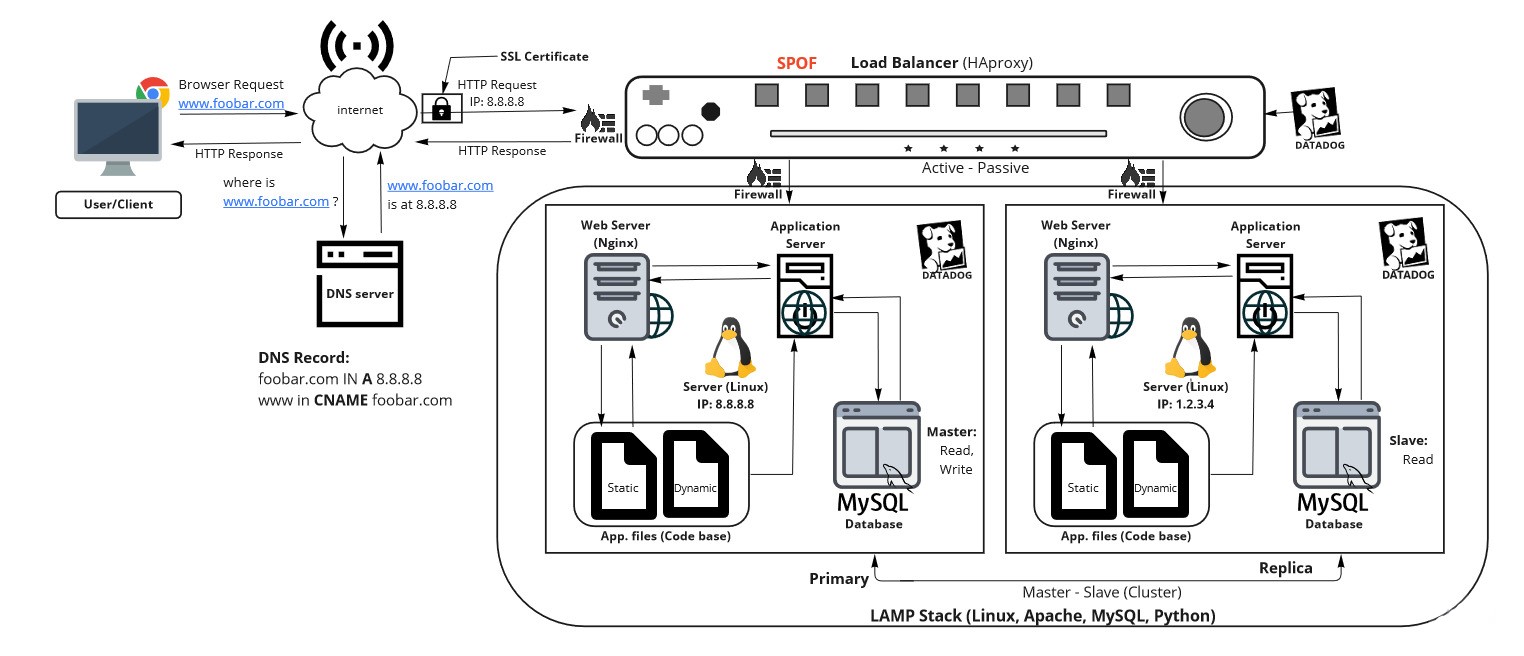 SSL Certificate
SPOF
Load Balancer (HAproxy)
Browser Request
www.foobar.com
internet
HTTP Request
IP: 8.8.8.8
Firewall
HTTP Response
HTTP Response
DATADOG
Active - Passive
where is
www.foobar.com ?
www.foobar.com
is at 8.8.8.8
User/Client
DNS server
DNS Record:
foobar.com IN A 8.8.8.8
www in CNAME foobar.com
Firewall
Firewall
Web Server
(Nginx)
Application
Server
DATADOG
Server (Linux)
IP: 8.8.8.8
Master:
Read,
Write
Static
Dynamic
MySQL
Database
App. files (Code base)
Web Server
(Nginx)
Application
Server
DATADOG
Server (Linux)
IP: 1.2.3.4
Slave:
Read
Static
Dynamic
MySQL
Database
App. files (Code base)
Primary
Replica
Master - Slave (Cluster)
LAMP Stack (Linux, Apache, MySQL, Python)